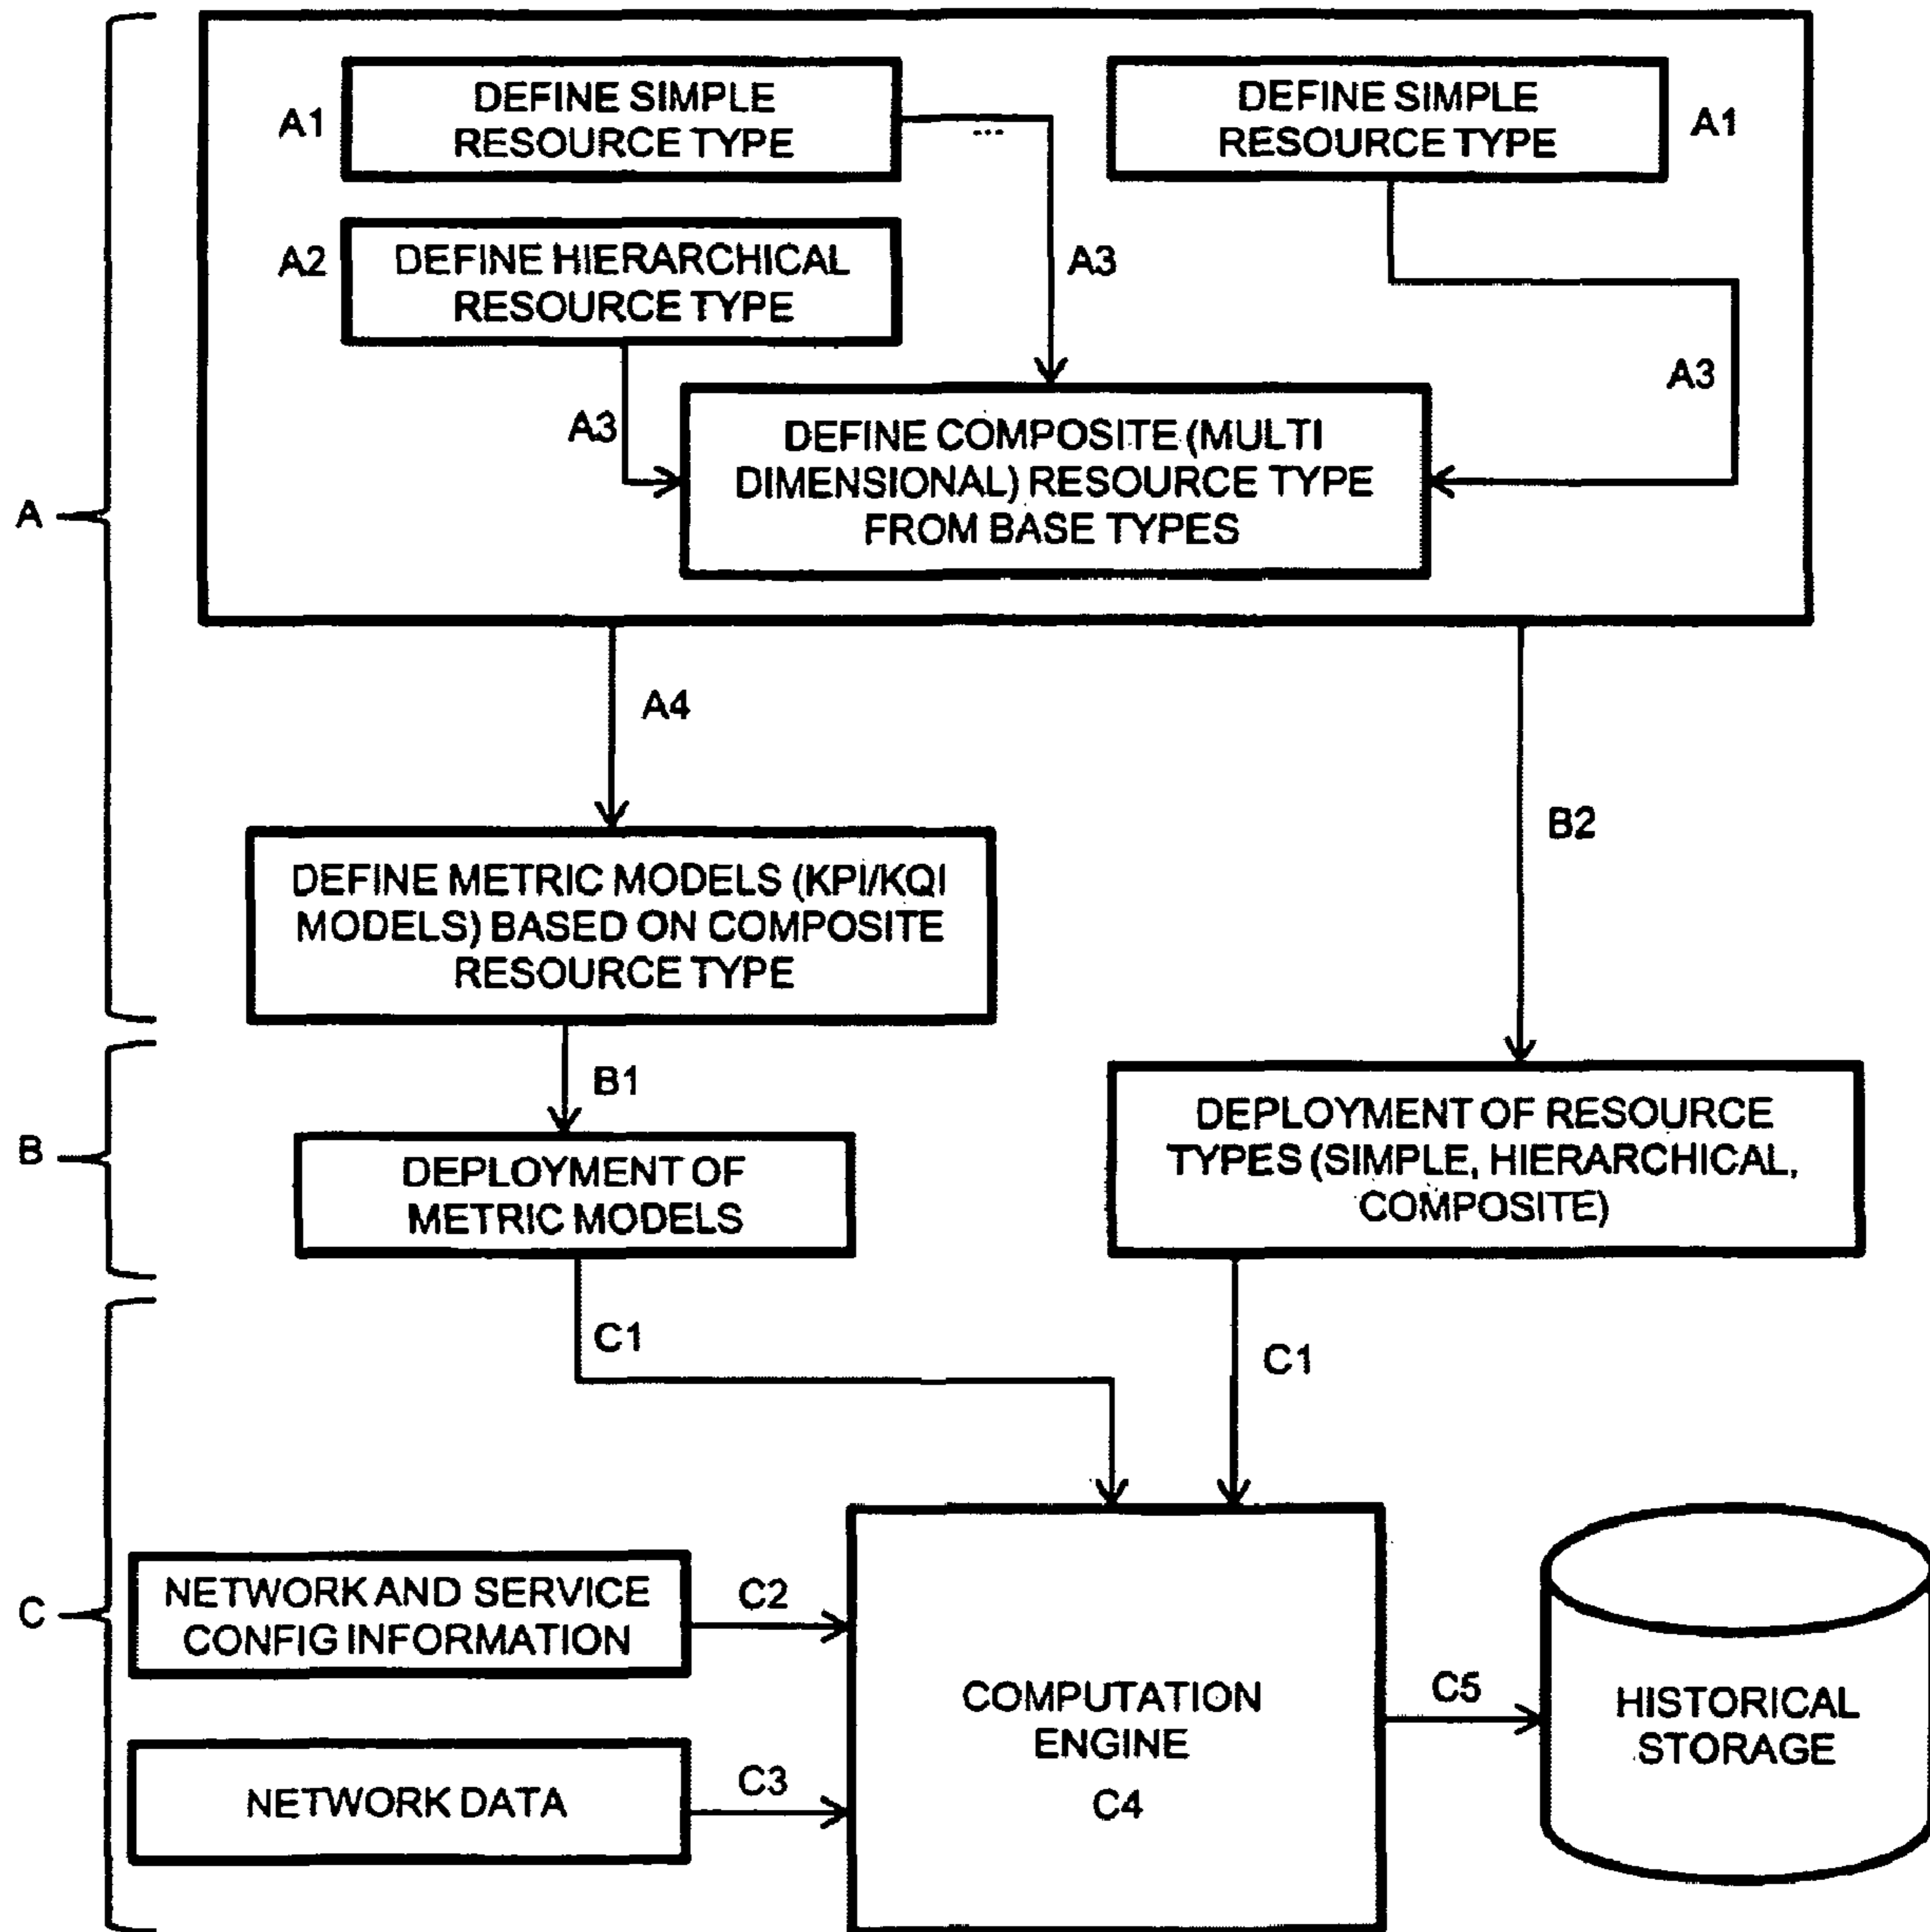 DEFINE SIMPLE
RESOURCE TYPE
A1
...
DEFINE SIMPLE
RESOURCE TYPE
A1
A2
DEFINE HIERARCHICAL
RESOURCE TYPE
A3
A3
A3
DEFINE COMPOSITE (MULTI
DIMENSIONAL) RESOURCE TYPE
FROM BASE TYPES
A
A4
B2
DEFINE METRIC MODELS (KPI/KQI
MODELS) BASED ON COMPOSITE
RESOURCE TYPE
B1
B
DEPLOYMENT OF
METRIC MODELS
DEPLOYMENT OF RESOURCE
TYPES (SIMPLE, HIERARCHICAL,
COMPOSITE)
C1
C1
C
NETWORK AND SERVICE
CONFIG INFORMATION
C2
NETWORK DATA
C3
COMPUTATION
ENGINE
C4
C5
HISTORICAL
STORAGE